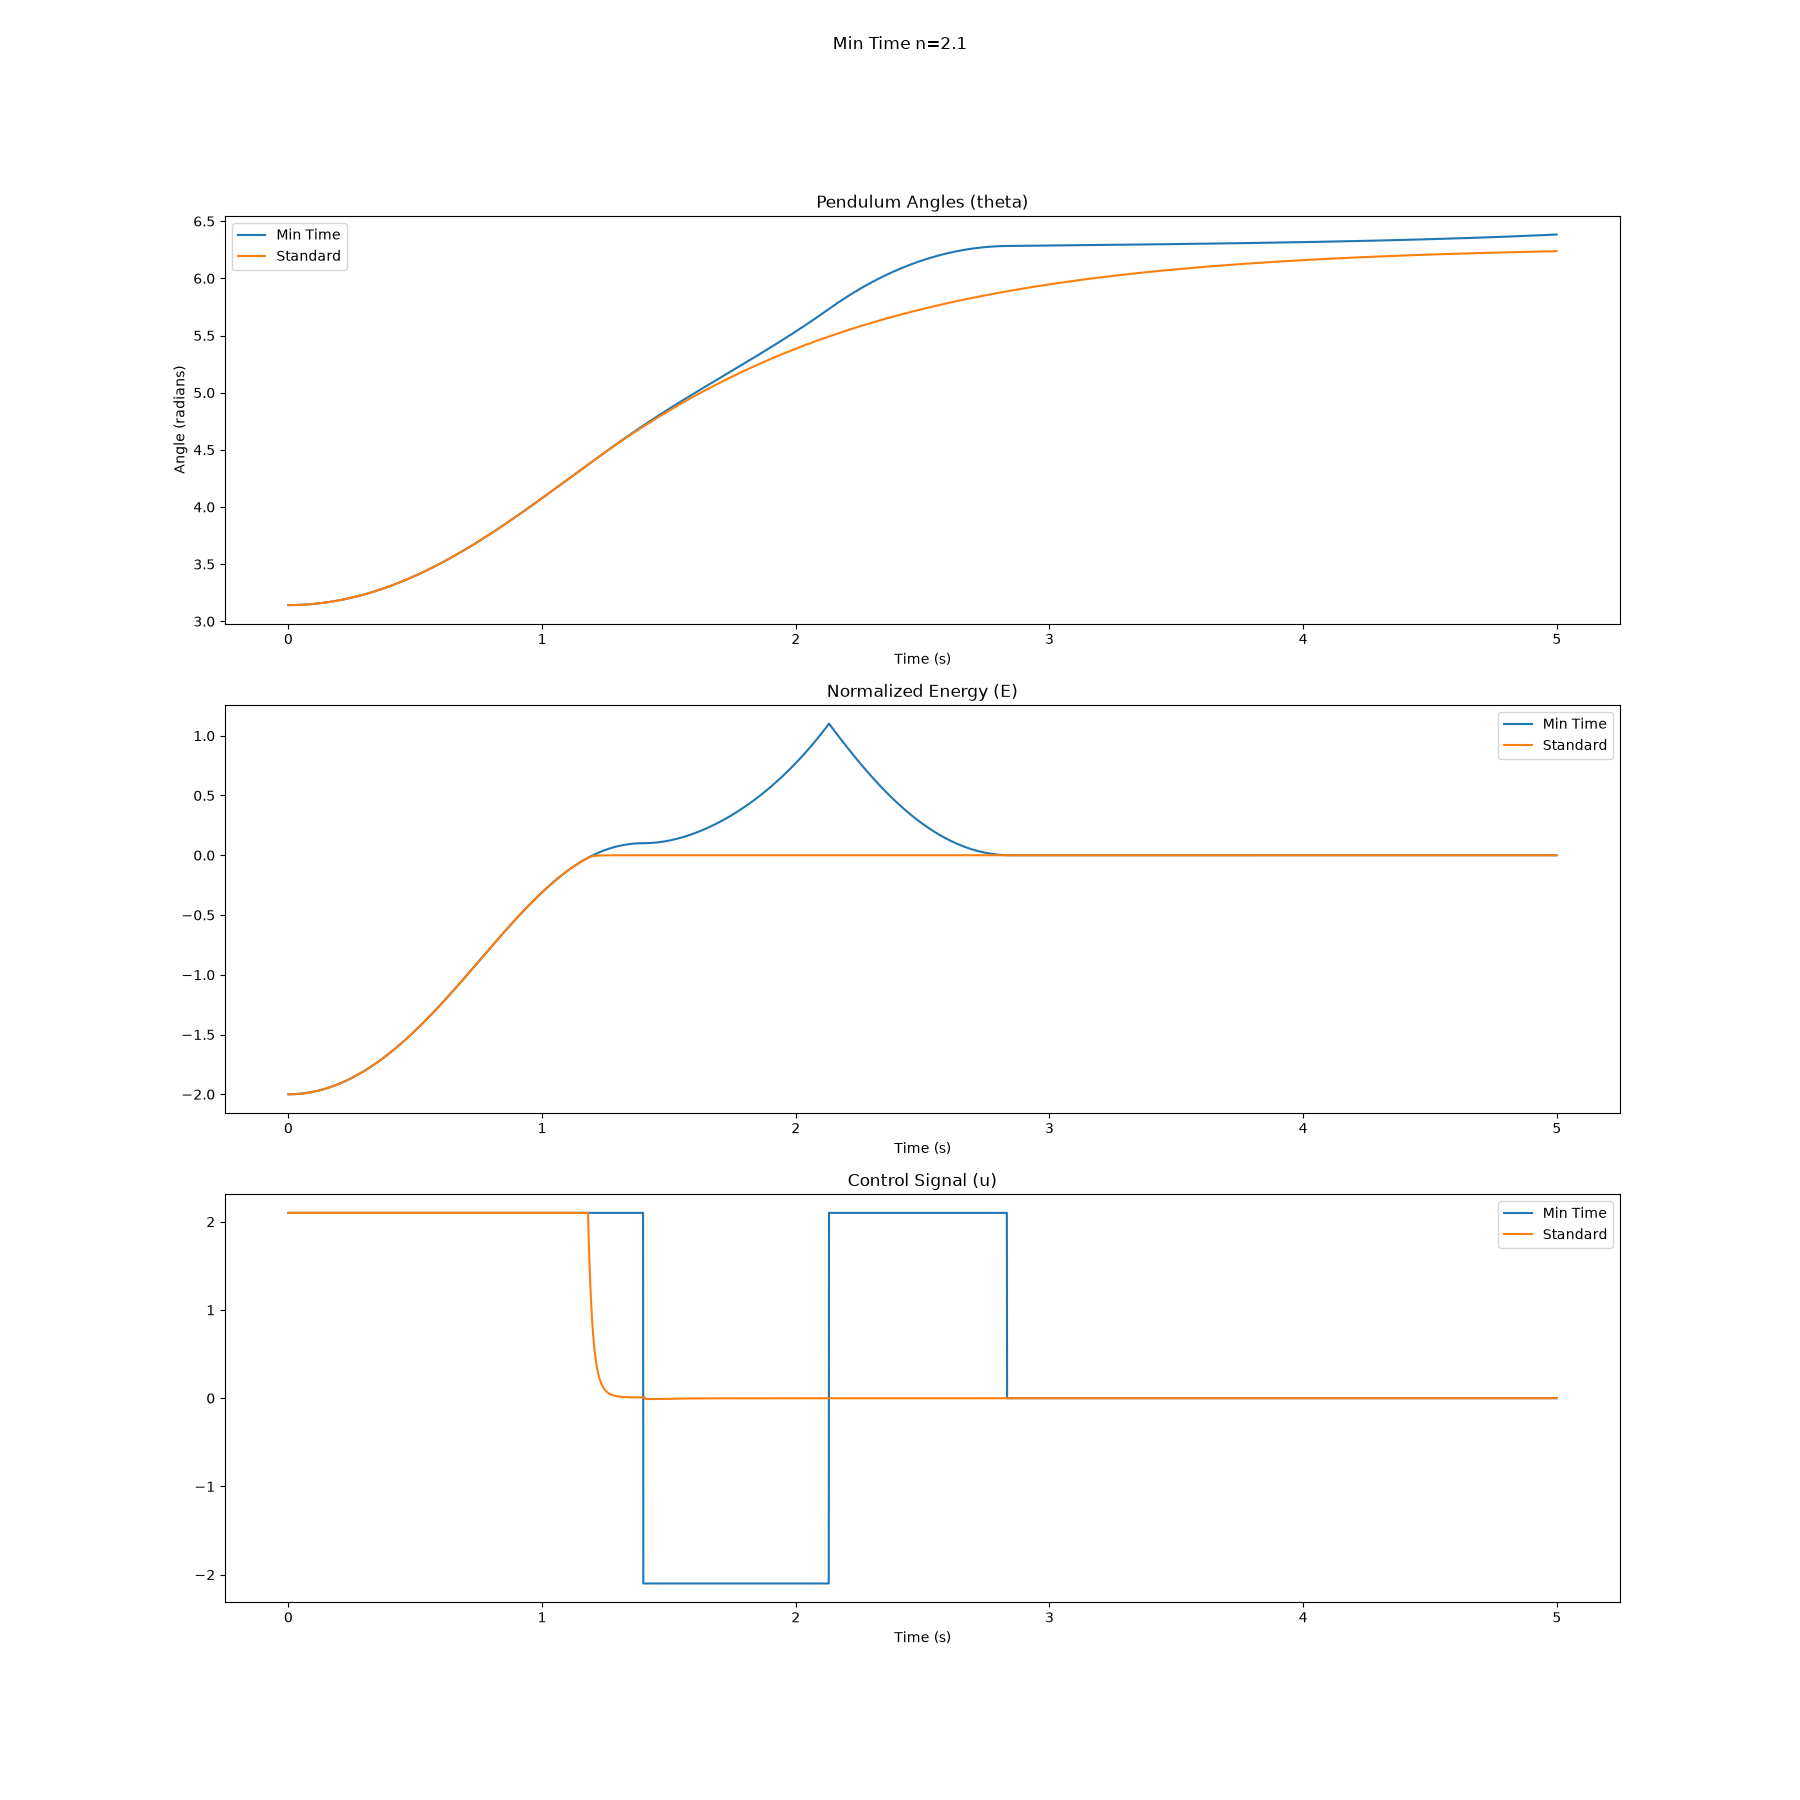 Min Time n=2.1
Pendulum Angles (theta)
6.5
6.0
5.5
5.0
4.5
4.0
3.5
3.0
Angle (radians)
Min Time
Standard
0 1 2 3 4 5
Time (s)
Normalized Energy (E)
1.0
0.5
0.0
−0.5
−1.0
−1.5
−2.0
Min Time
Standard
0 1 2 3 4 5
Time (s)
Control Signal (u)
2
1
0
−1
−2
Min Time
Standard
0 1 2 3 4 5
Time (s)